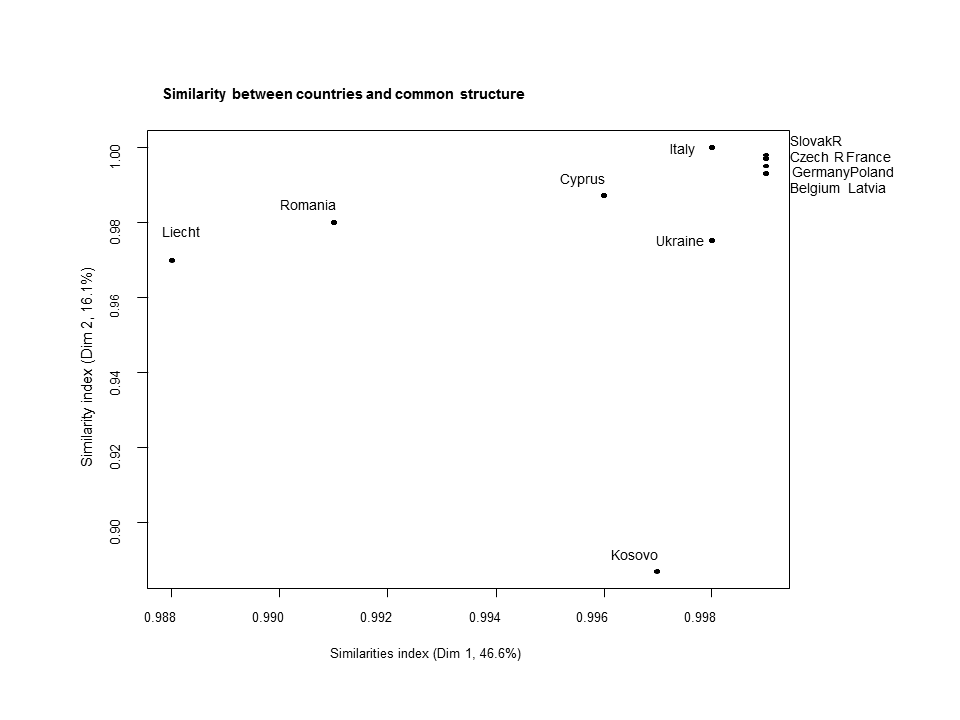 Similarity between countries and common structure
SlovakR
Italy
Czech R France
GermanyPoland
Cyprus
Belgium Latvia
Romania
Liecht
Ukraine
Kosovo
1.00
0.98
0.96
0.94
0.92
0.90
Similarity index (Dim 2, 16.1%)
0.988 0.990 0.992 0.994 0.996 0.998
Similarities index (Dim 1, 46.6%)